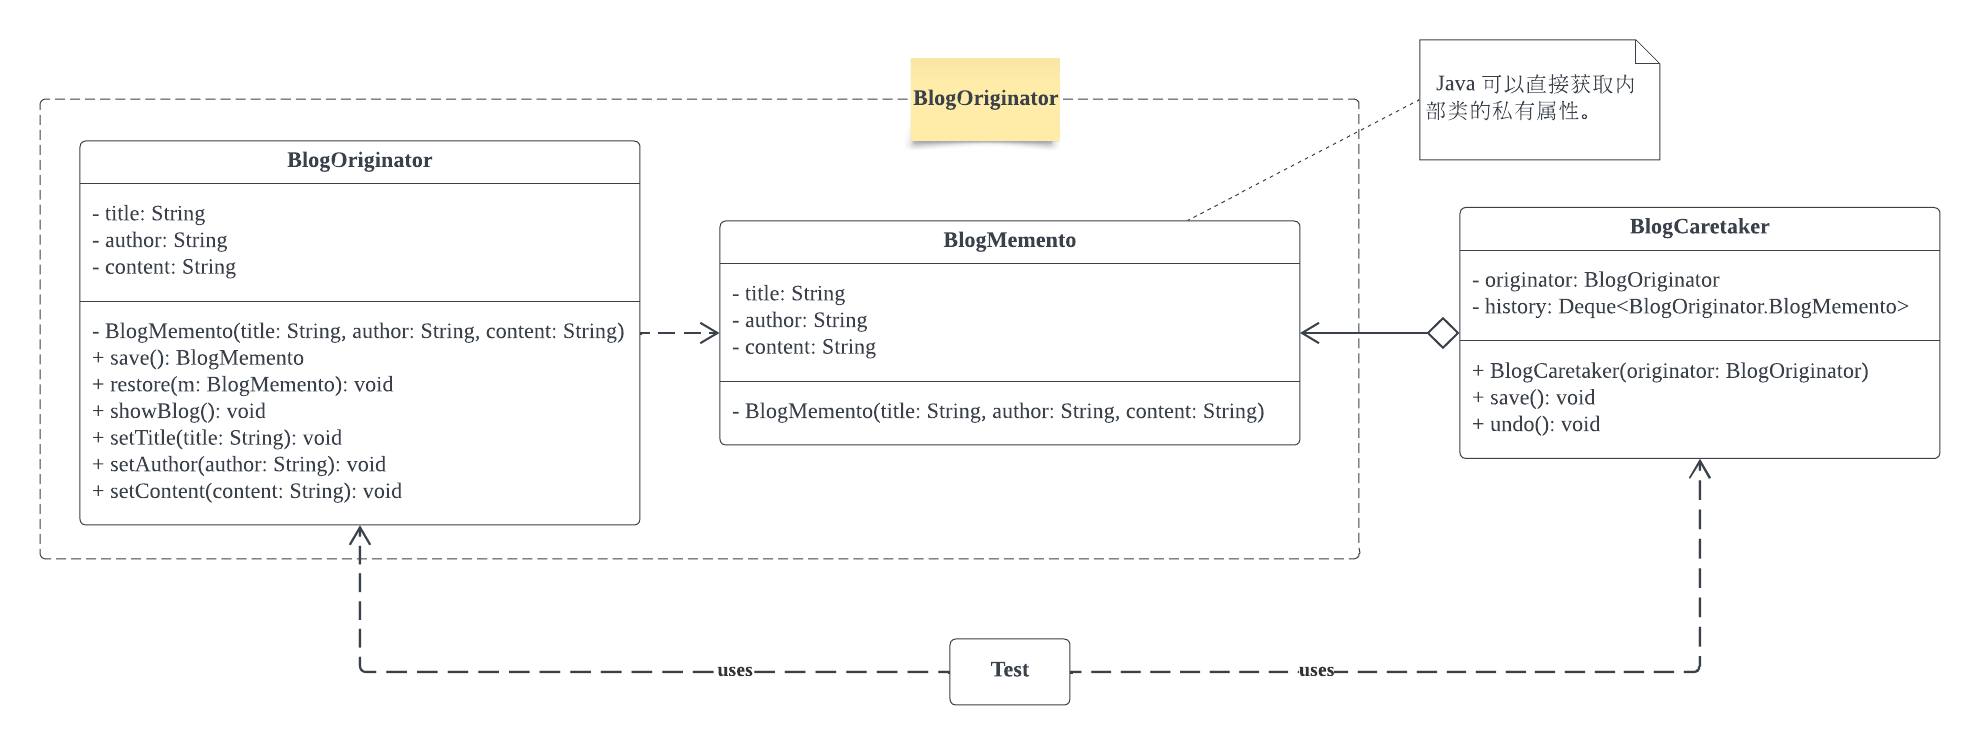 BlogOriginator
Java 可以直接获取内
部类的私有属性。
BlogOriginator
- title: String
- author: String
- content: String
- BlogMemento(title: String, author: String, content: String)
+ save(): BlogMemento
+ restore(m: BlogMemento): void
+ showBlog(): void
+ setTitle(title: String): void
+ setAuthor(author: String): void
+ setContent(content: String): void
BlogMemento
- title: String
- author: String
- content: String
- BlogMemento(title: String, author: String, content: String)
BlogCaretaker
- originator: BlogOriginator
- history: Deque<BlogOriginator.BlogMemento>
+ BlogCaretaker(originator: BlogOriginator)
+ save(): void
+ undo(): void
uses
Test
uses